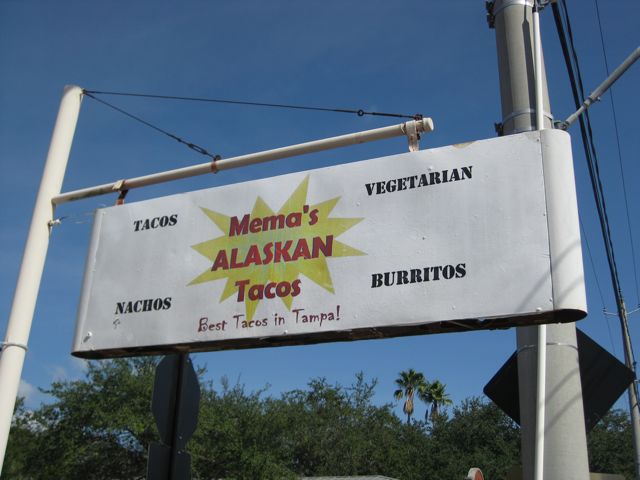 TACOS
VEGETARIAN
Mema's
ALASKAN
Tacos
NACHOS
BURRITOS
Best Tacos in Tampa!